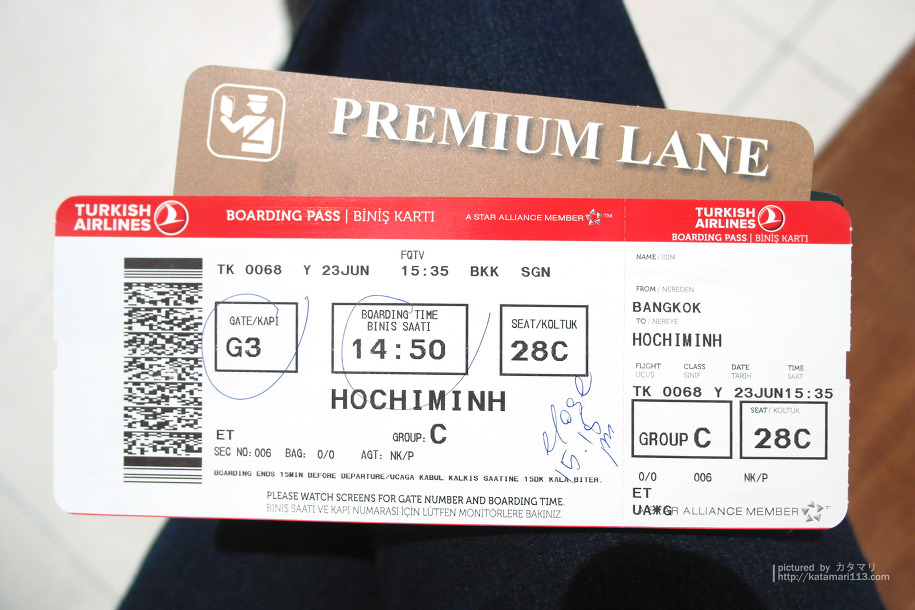 PREMIUM LANE
TURKISH AIRLINES
BOARDING PASS | BİNİŞ KARTI
A STAR ALLIANCE MEMBER ™
FQTV
TK 0068 Y 23JUN 15:35 BKK SGN
GATE/KAPI
G3
BOARDING TIME
BINIS SAATI
14:50
SEAT/KOLTUK
28C
HOCHIMINH
ET
GROUP: C
SEC NO: 006 BAG: 0/0 AGT: NK/P
BOARDING ENDS 15MIN BEFORE DEPARTURE/UCAGA KABUL KALKIS SAATINE 15DK KALA BITER.
PLEASE WATCH SCREENS FOR GATE NUMBER AND BOARDING TIME.
BİNİŞ SAATİ VE KAPI NUMARASI İÇİN LÜTFEN MONİTÖRLERE BAKINIZ.
close
15.15
pm
TURKISH AIRLINES
BOARDING PASS | BİNİŞ KARTI
NAME / İSİM
FROM / NEREDEN
BANGKOK
TO / NEREYE
HOCHIMINH
FLIGHT CLASS DATE TIME
UÇUŞ SINIF TARİH SAAT
TK 0068 Y 23JUN15:35
GROUP C
SEAT / KOLTUK
28C
0/0 006 NK/P
ET
UA*G
A STAR ALLIANCE MEMBER ™
pictured by カタマリ
http://katamari113.com